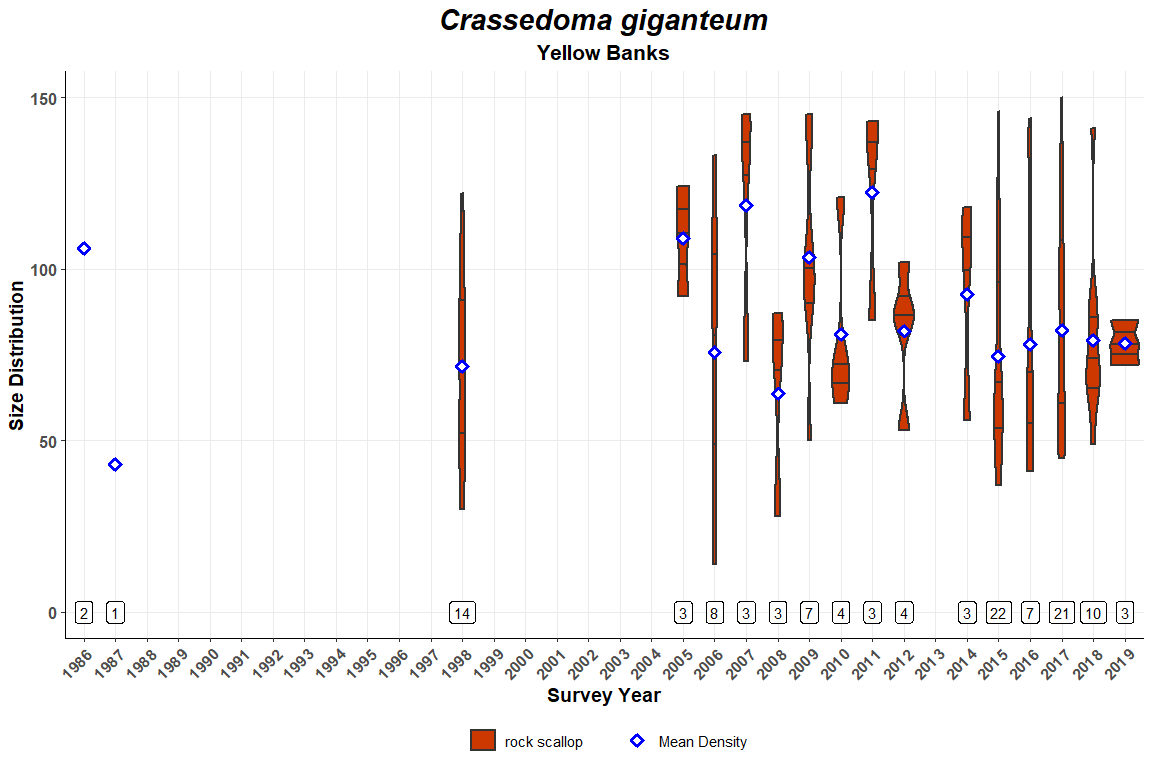 Crassedoma giganteum
Yellow Banks
Size Distribution
150
100
50
0
2 1 14 3 8 3 3 7 4 3 4 3 22 7 21 10 3
1986 1987 1988 1989 1990 1991 1992 1993 1994 1995 1996 1997 1998 1999 2000 2001 2002 2003 2004 2005 2006 2007 2008 2009 2010 2011 2012 2013 2014 2015 2016 2017 2018 2019
Survey Year
rock scallop Mean Density